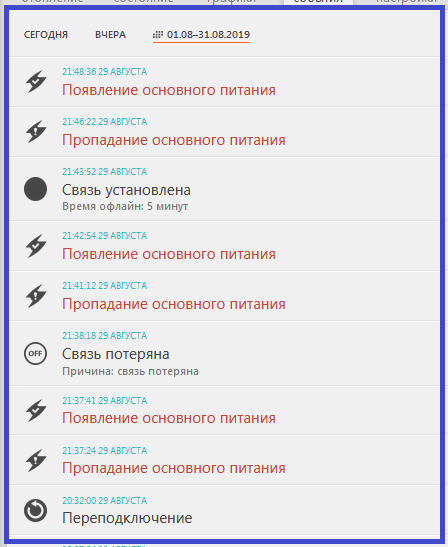 СЕГОДНЯ ВЧЕРА 01.08–31.08.2019
21:48:36 29 АВГУСТА
Появление основного питания
21:46:22 29 АВГУСТА
Пропадание основного питания
21:43:52 29 АВГУСТА
Связь установлена
Время офлайн: 5 минут
21:42:54 29 АВГУСТА
Появление основного питания
21:41:12 29 АВГУСТА
Пропадание основного питания
21:38:18 29 АВГУСТА
OFF Связь потеряна
Причина: связь потеряна
21:37:41 29 АВГУСТА
Появление основного питания
21:37:24 29 АВГУСТА
Пропадание основного питания
20:32:00 29 АВГУСТА
Переподключение